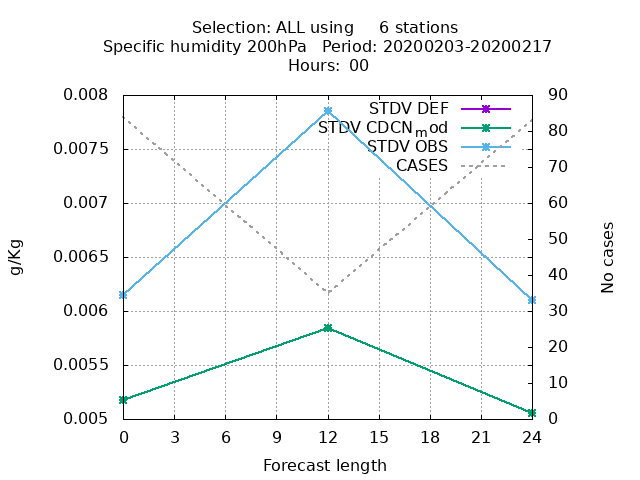 Selection: ALL using     6 stations
Specific humidity 200hPa   Period: 20200203-20200217
Hours: 00
0.008
0.0075
0.007
0.0065
0.006
0.0055
0.005
90
80
70
60
50
40
30
20
10
0
STDV DEF
STDV CDCN_mod
STDV OBS
CASES
g/Kg
No cases
0 3 6 9 12 15 18 21 24
Forecast length